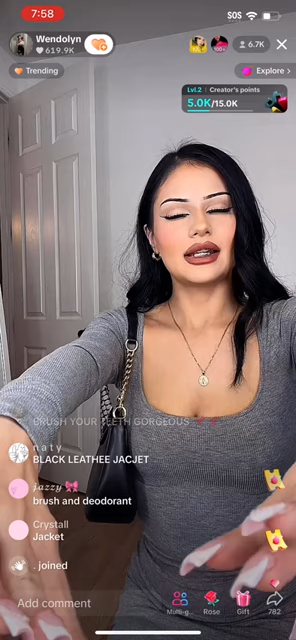 7:58
SOS
Wendolyn
619.9K
100+
6.7K
Trending
Explore >
Lvl.2 Creator's points
5.0K/15.0K
BRUSH YOUR TEETH GORGEOUS
n a t y
BLACK LEATHEE JACJET
jazzy
brush and deodorant
Crystall
Jacket
. joined
Add comment
Multi-g...
Rose
Gift
782